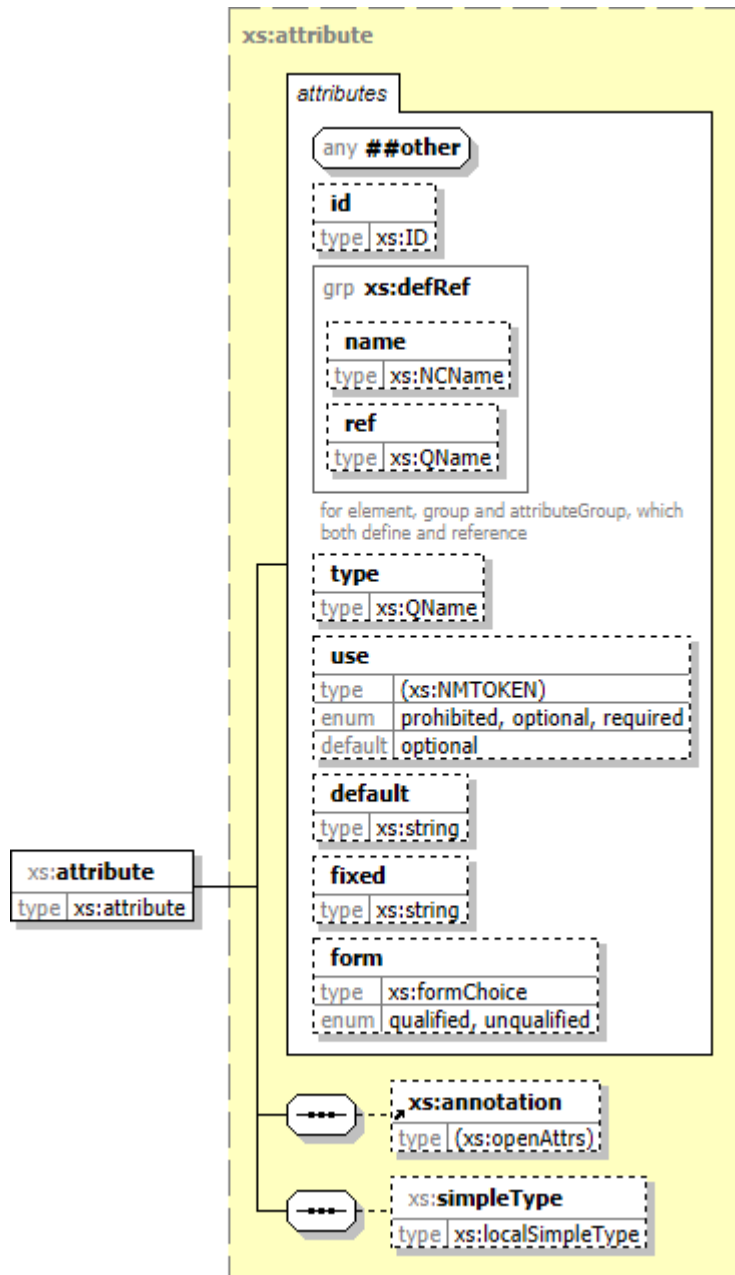 xs:attribute
attributes
any ##other
id
type xs:ID
grp xs:defRef
name
type xs:NCName
ref
type xs:QName
for element, group and attributeGroup, which
both define and reference
type
type xs:QName
use
type (xs:NMTOKEN)
enum prohibited, optional, required
default optional
default
type xs:string
xs:attribute
type xs:attribute
fixed
type xs:string
form
type xs:formChoice
enum qualified, unqualified
xs:annotation
type (xs:openAttrs)
xs:simpleType
type xs:localSimpleType